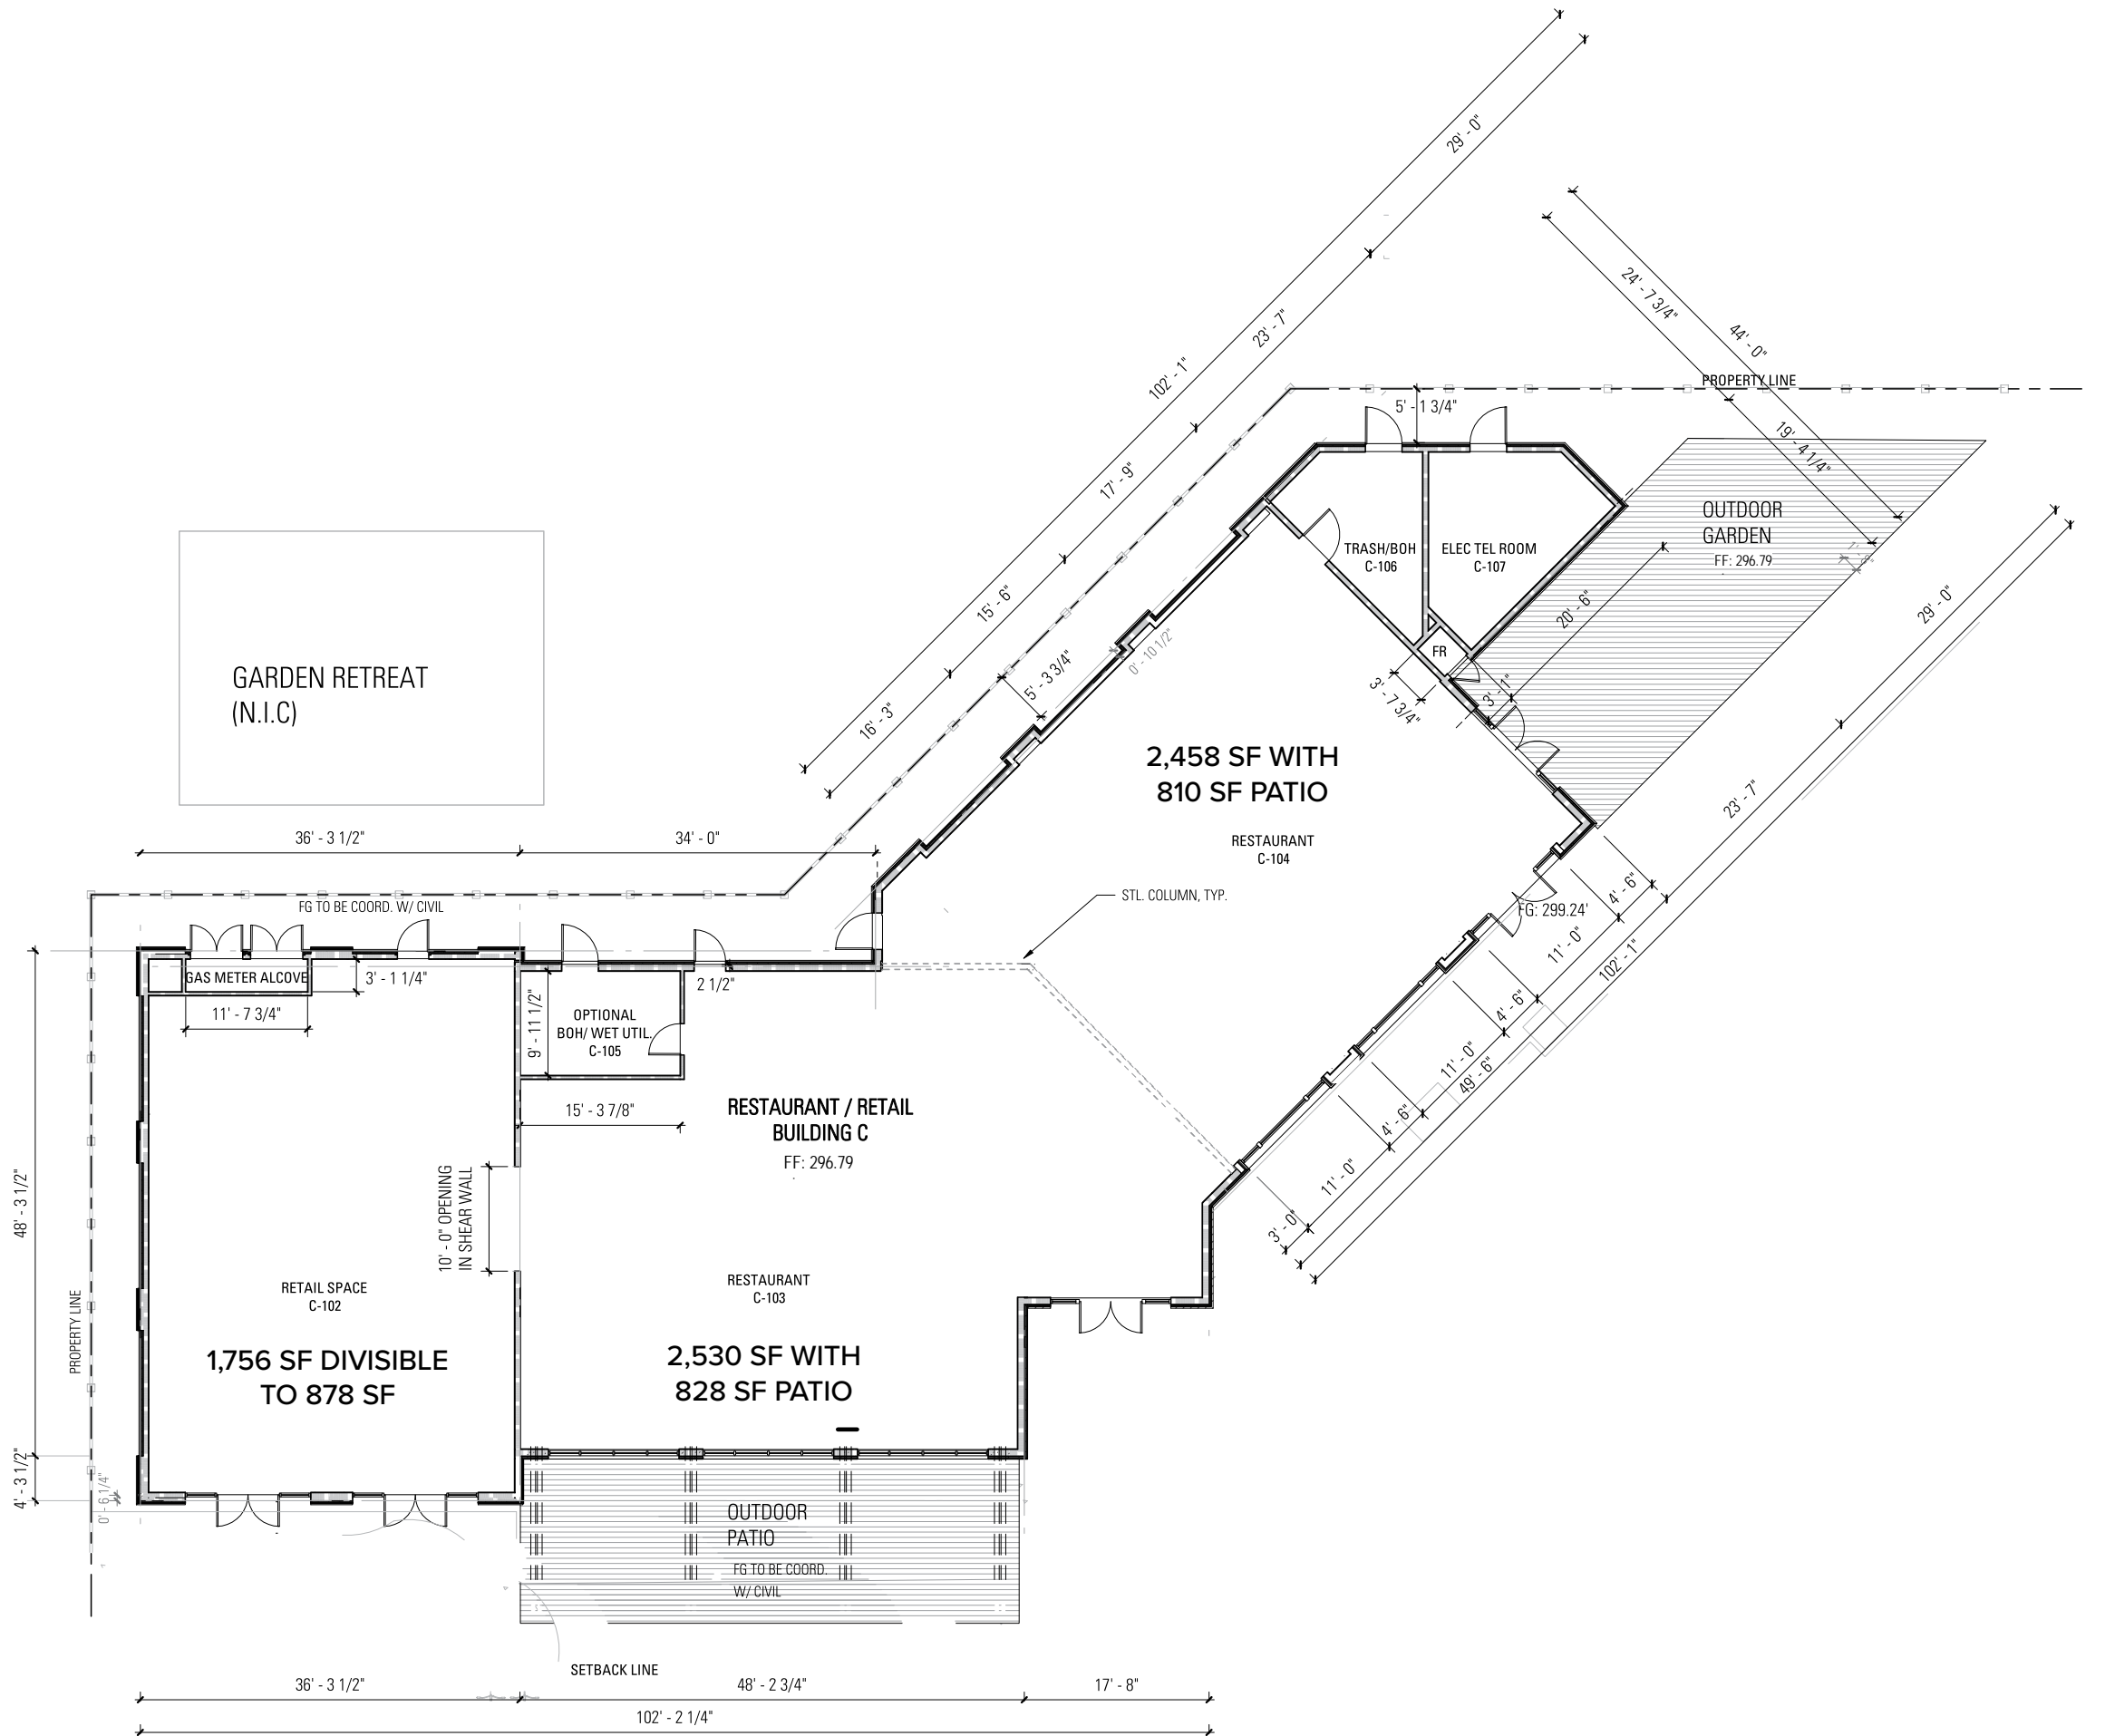 29' - 0"
24' - 7 3/4"
44' - 0"
23' - 7"
102' - 1"
PROPERTY LINE
5' - 1 3/4"
19' - 4 1/4"
17' - 9"
OUTDOOR
GARDEN
FF: 296.79
TRASH/BOH
C-106
ELEC TEL ROOM
C-107
15' - 6"
20' - 6"
29' - 0"
FR
0' - 10 1/2"
5' - 3 3/4"
3' - 7 3/4"
3' - 1"
GARDEN RETREAT
(N.I.C)
16' - 3"
2,458 SF WITH
810 SF PATIO
23' - 7"
36' - 3 1/2"
34' - 0"
RESTAURANT
C-104
STL. COLUMN, TYP.
4' - 6"
FG TO BE COORD. W/ CIVIL
FG: 299.24'
11' - 0"
102' - 1"
GAS METER ALCOVE
3' - 1 1/4"
2 1/2"
11' - 7 3/4"
9' - 11 1/2"
OPTIONAL
BOH/ WET UTIL.
C-105
4' - 6"
11' - 0"
49' - 6"
15' - 3 7/8"
RESTAURANT / RETAIL
BUILDING C
FF: 296.79
4' - 6"
11' - 0"
3' - 0"
48' - 3 1/2"
10' - 0" OPENING
IN SHEAR WALL
RETAIL SPACE
C-102
RESTAURANT
C-103
PROPERTY LINE
1,756 SF DIVISIBLE
TO 878 SF
2,530 SF WITH
828 SF PATIO
4' - 3 1/2"
0' - 6 1/4"
OUTDOOR
PATIO
FG TO BE COORD.
W/ CIVIL
SETBACK LINE
36' - 3 1/2"
48' - 2 3/4"
17' - 8"
102' - 2 1/4"